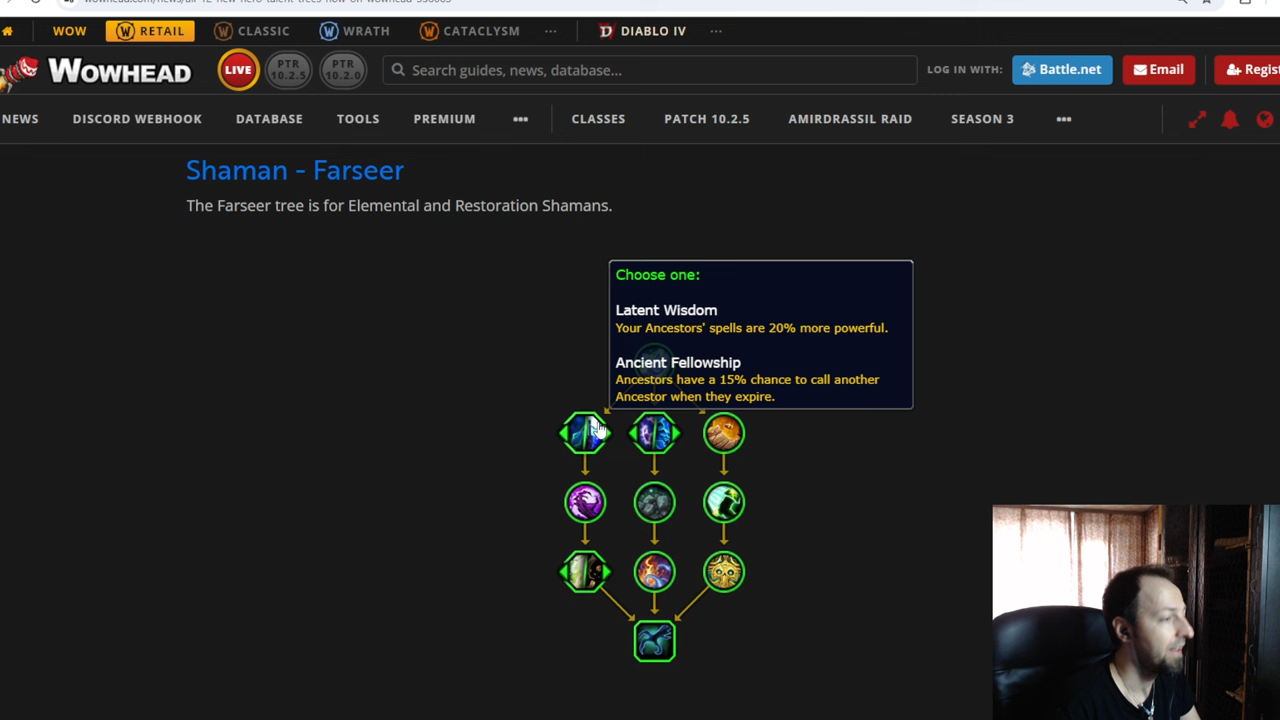 WOW
RETAIL
CLASSIC
WRATH
CATACLYSM
DIABLO IV
WOWHEAD
LIVE
PTR
10.2.5
PTR
10.2.0
Search guides, news, database...
LOG IN WITH:
Battle.net
Email
Regist
NEWS
DISCORD WEBHOOK
DATABASE
TOOLS
PREMIUM
CLASSES
PATCH 10.2.5
AMIRDRASSIL RAID
SEASON 3
Shaman - Farseer
The Farseer tree is for Elemental and Restoration Shamans.
Choose one:
Latent Wisdom
Your Ancestors' spells are 20% more powerful.
Ancient Fellowship
Ancestors have a 15% chance to call another
Ancestor when they expire.